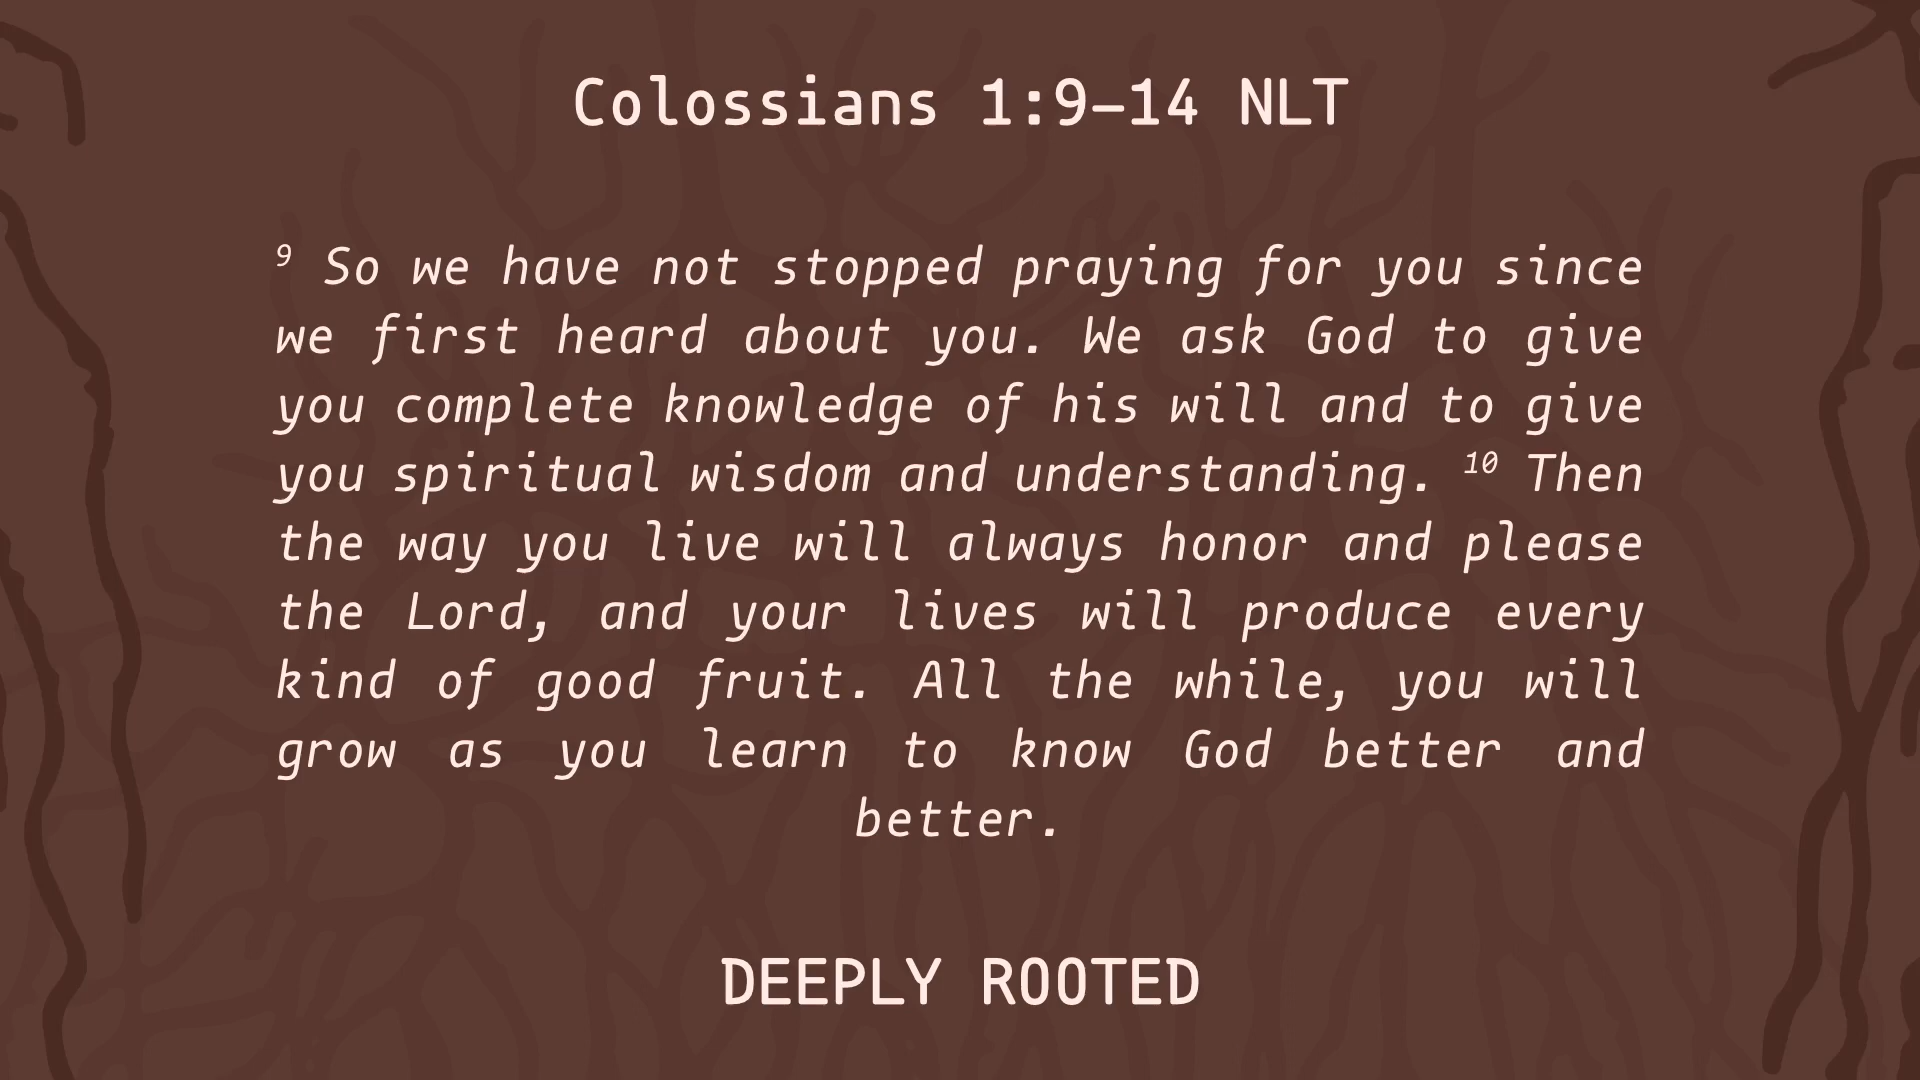 Colossians 1:9–14 NLT
⁹ So we have not stopped praying for you since
we first heard about you. We ask God to give
you complete knowledge of his will and to give
you spiritual wisdom and understanding. ¹⁰ Then
the way you live will always honor and please
the Lord, and your lives will produce every
kind of good fruit. All the while, you will
grow as you learn to know God better and
better.
DEEPLY ROOTED